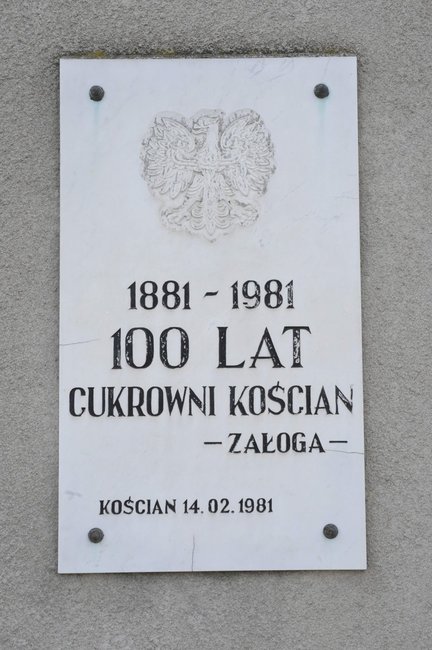 1881 - 1981
100 LAT
CUKROWNI KOŚCIAN
- ZAŁOGA -
KOŚCIAN 14.02.1981